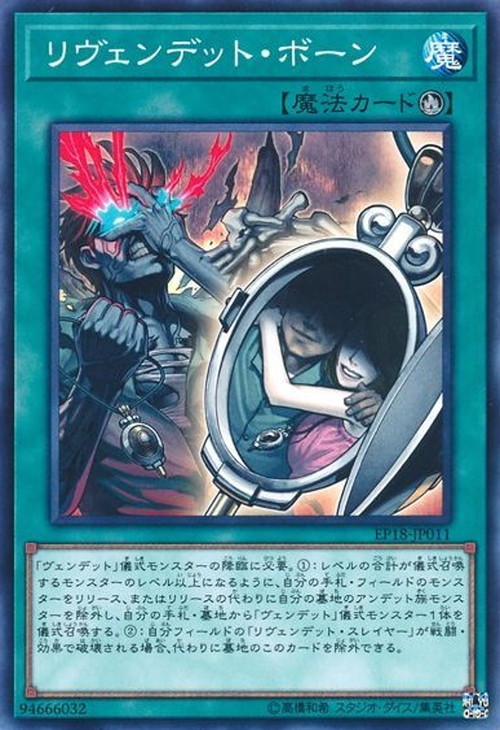 リヴェンデット・ボーン
魔
【魔法カード】
EP18-JP011
「ヴェンデット」儀式モンスターの降臨に必要。①：レベルの合計が儀式召喚
するモンスターのレベル以上になるように、自分の手札・フィールドのモンス
ターをリリース、またはリリースの代わりに自分の墓地のアンデット族モンス
ターを除外し、自分の手札・墓地から「ヴェンデット」儀式モンスター１体を
儀式召喚する。②：自分フィールドの「リヴェンデット・スレイヤー」が戦闘・
効果で破壊される場合、代わりに墓地のこのカードを除外できる。
94666032
©高橋和希 スタジオ・ダイス/集英社